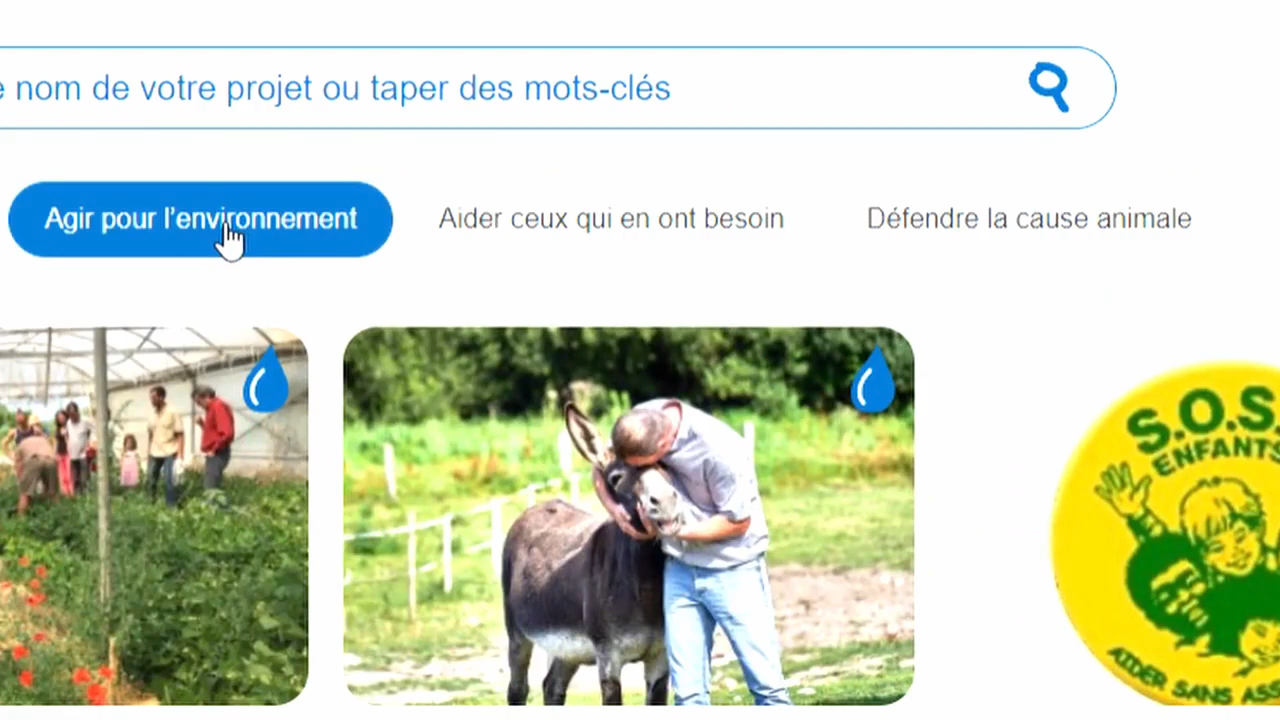 nom de votre projet ou taper des mots-clés
Agir pour l'environnement
Aider ceux qui en ont besoin
Défendre la cause animale
S.O.S.
ENFANTS
AIDER SANS